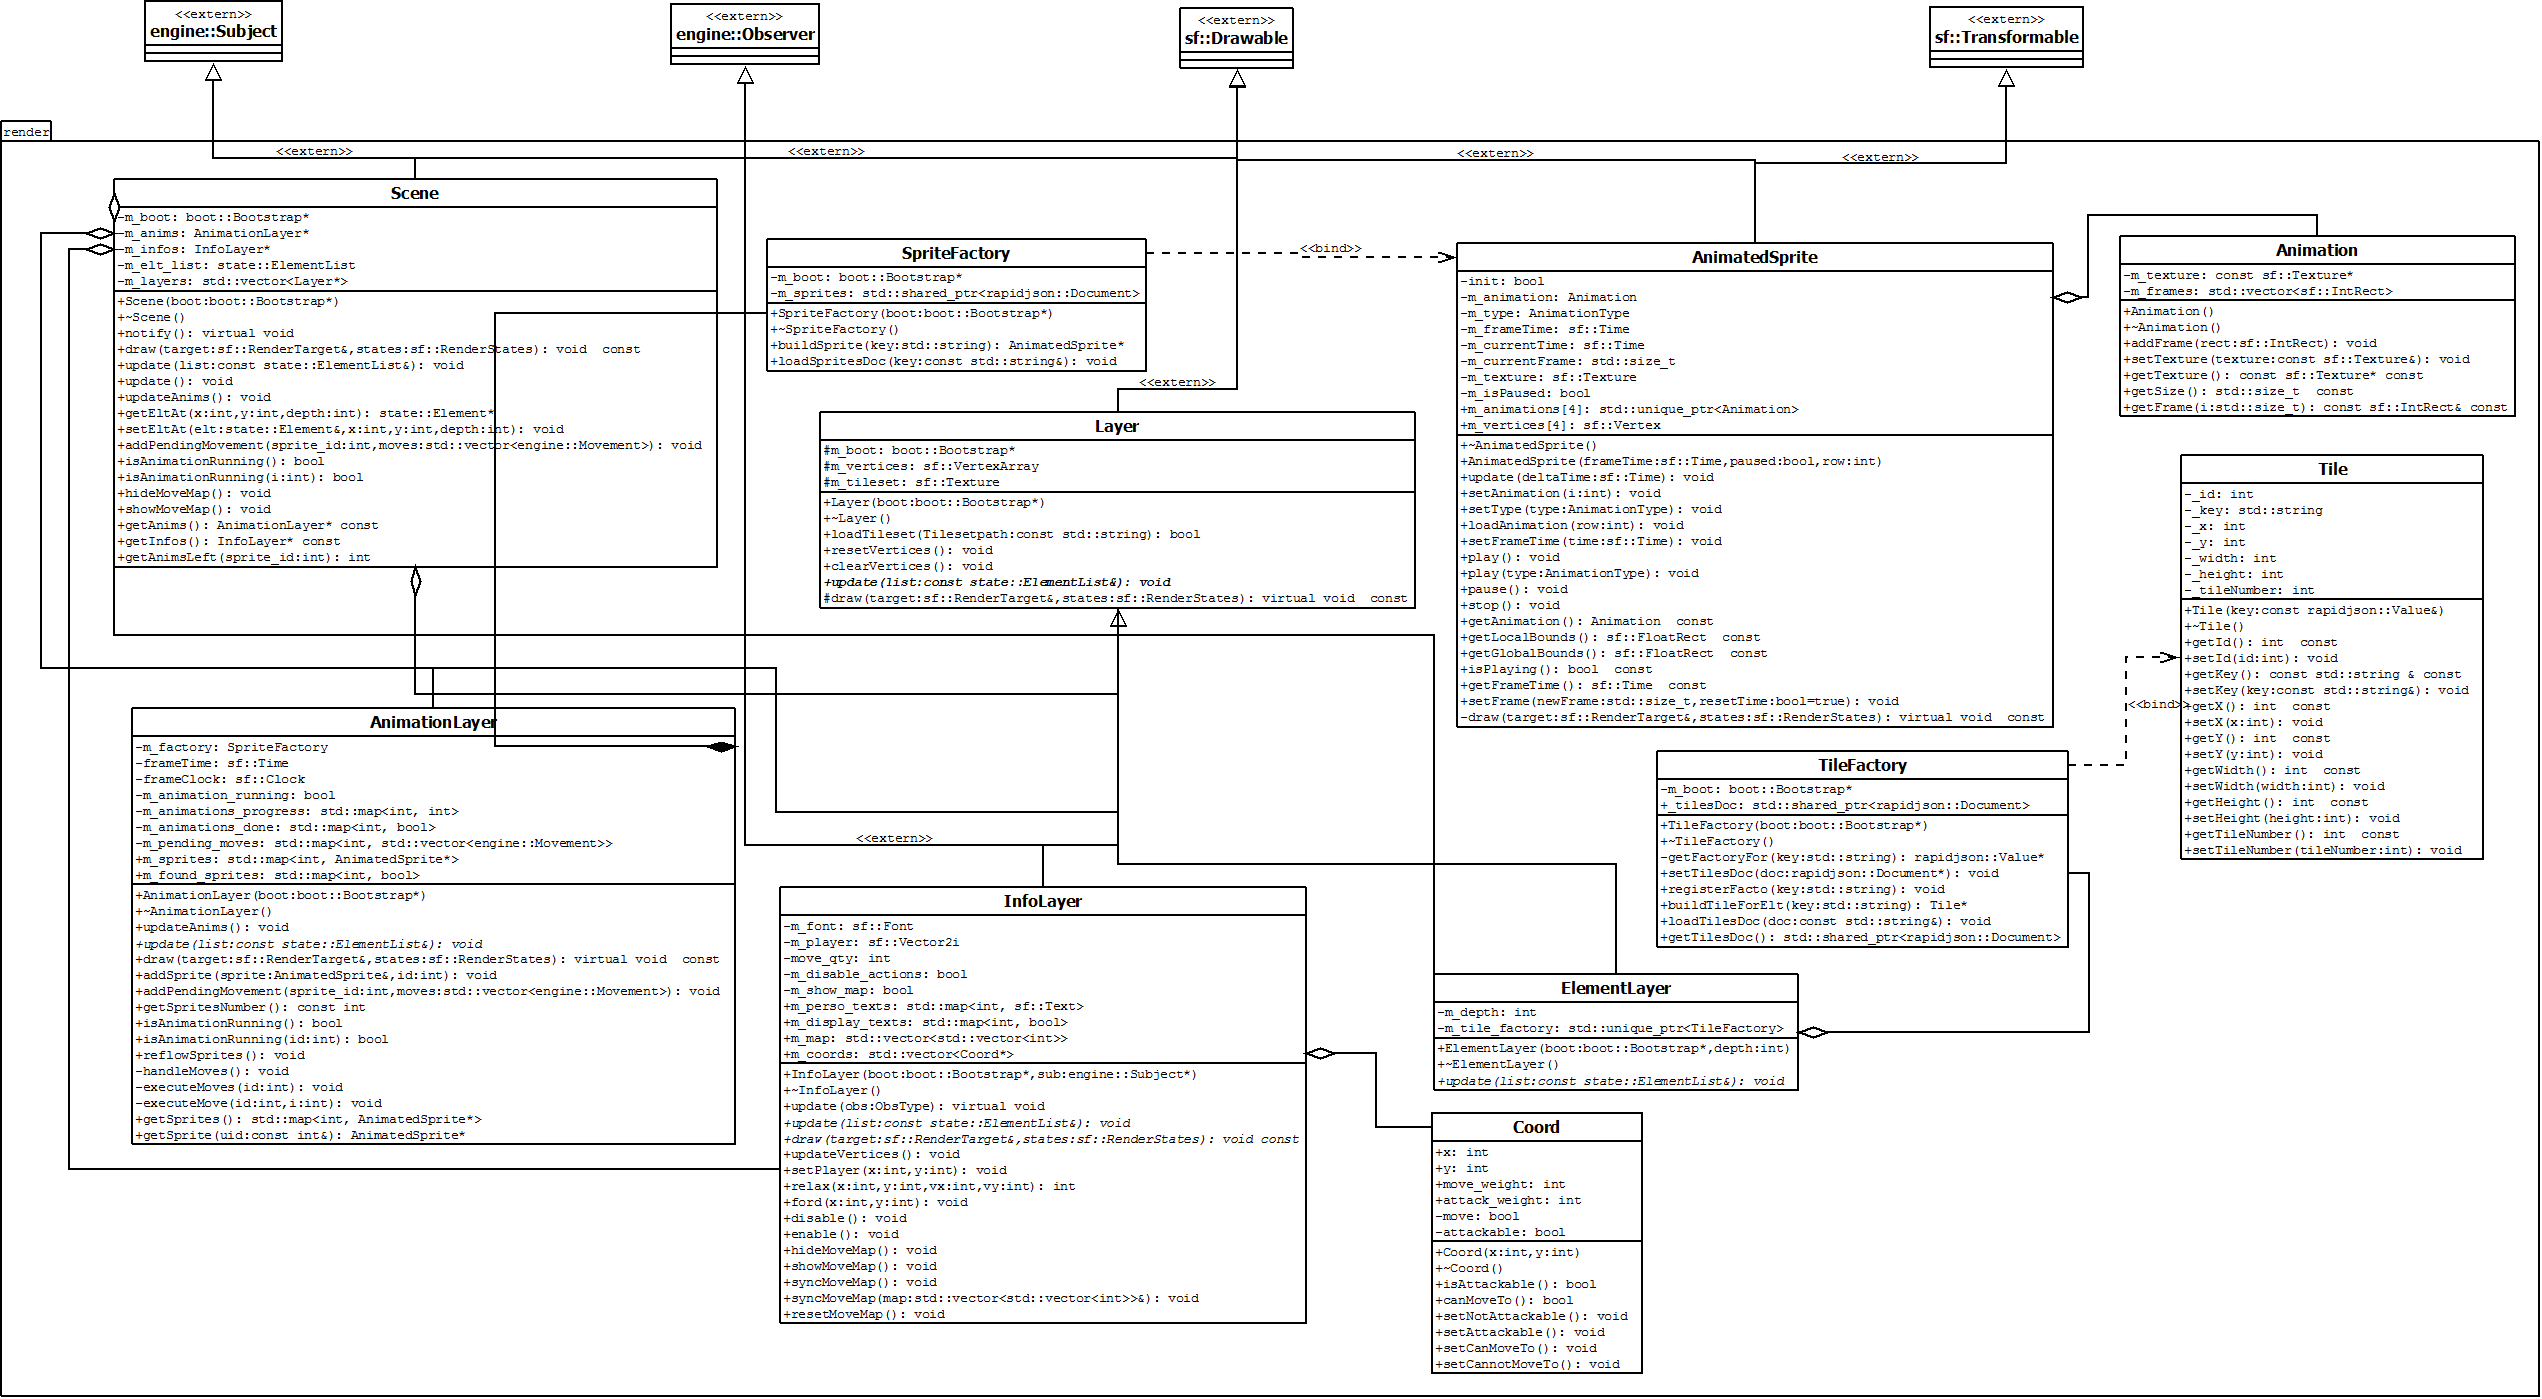 <<extern>>
engine::Subject
<<extern>>
engine::Observer
<<extern>>
sf::Drawable
<<extern>>
sf::Transformable
render
<<extern>>
<<extern>>
<<extern>>
<<extern>>
Scene
-m_boot: boot::Bootstrap*
-m_anims: AnimationLayer*
-m_infos: InfoLayer*
-m_elt_list: state::ElementList
-m_layers: std::vector<Layer*>
+Scene(boot:boot::Bootstrap*)
+~Scene()
+notify(): virtual void
+draw(target:sf::RenderTarget&,states:sf::RenderStates): void  const
+update(list:const state::ElementList&): void
+update(): void
+updateAnims(): void
+getEltAt(x:int,y:int,depth:int): state::Element*
+setEltAt(elt:state::Element&,x:int,y:int,depth:int): void
+addPendingMovement(sprite_id:int,moves:std::vector<engine::Movement>): void
+isAnimationRunning(): bool
+isAnimationRunning(i:int): bool
+hideMoveMap(): void
+showMoveMap(): void
+getAnims(): AnimationLayer* const
+getInfos(): InfoLayer* const
+getAnimsLeft(sprite_id:int): int
SpriteFactory
-m_boot: boot::Bootstrap*
-m_sprites: std::shared_ptr<rapidjson::Document>
+SpriteFactory(boot:boot::Bootstrap*)
+~SpriteFactory()
+buildSprite(key:std::string): AnimatedSprite*
+loadSpritesDoc(key:const std::string&): void
<<bind>>
<<extern>>
Layer
#m_boot: boot::Bootstrap*
#m_vertices: sf::VertexArray
#m_tileset: sf::Texture
+Layer(boot:boot::Bootstrap*)
+~Layer()
+loadTileset(Tilesetpath:const std::string): bool
+resetVertices(): void
+clearVertices(): void
+update(list:const state::ElementList&): void
#draw(target:sf::RenderTarget&,states:sf::RenderStates): virtual void  const
AnimatedSprite
-init: bool
-m_animation: Animation
-m_type: AnimationType
-m_frameTime: sf::Time
-m_currentTime: sf::Time
-m_currentFrame: std::size_t
-m_texture: sf::Texture
-m_isPaused: bool
+m_animations[4]: std::unique_ptr<Animation>
+m_vertices[4]: sf::Vertex
+~AnimatedSprite()
+AnimatedSprite(frameTime:sf::Time,paused:bool,row:int)
+update(deltaTime:sf::Time): void
+setAnimation(i:int): void
+setType(type:AnimationType): void
+loadAnimation(row:int): void
+setFrameTime(time:sf::Time): void
+play(): void
+play(type:AnimationType): void
+pause(): void
+stop(): void
+getAnimation(): Animation  const
+getLocalBounds(): sf::FloatRect  const
+getGlobalBounds(): sf::FloatRect  const
+isPlaying(): bool  const
+getFrameTime(): sf::Time  const
+setFrame(newFrame:std::size_t,resetTime:bool=true): void
-draw(target:sf::RenderTarget&,states:sf::RenderStates): virtual void  const
Animation
-m_texture: const sf::Texture*
-m_frames: std::vector<sf::IntRect>
+Animation()
+~Animation()
+addFrame(rect:sf::IntRect): void
+setTexture(texture:const sf::Texture&): void
+getTexture(): const sf::Texture* const
+getSize(): std::size_t  const
+getFrame(i:std::size_t): const sf::IntRect& const
Tile
-_id: int
-_key: std::string
-_x: int
-_y: int
-_width: int
-_height: int
-_tileNumber: int
+Tile(key:const rapidjson::Value&)
+~Tile()
+getId(): int  const
+setId(id:int): void
+getKey(): const std::string & const
+setKey(key:const std::string&): void
+getX(): int  const
+setX(x:int): void
+getY(): int  const
+setY(y:int): void
+getWidth(): int  const
+setWidth(width:int): void
+getHeight(): int  const
+setHeight(height:int): void
+getTileNumber(): int  const
+setTileNumber(tileNumber:int): void
<<bind>>
AnimationLayer
-m_factory: SpriteFactory
-frameTime: sf::Time
-frameClock: sf::Clock
-m_animation_running: bool
-m_animations_progress: std::map<int, int>
-m_animations_done: std::map<int, bool>
-m_pending_moves: std::map<int, std::vector<engine::Movement>>
+m_sprites: std::map<int, AnimatedSprite*>
+m_found_sprites: std::map<int, bool>
+AnimationLayer(boot:boot::Bootstrap*)
+~AnimationLayer()
+updateAnims(): void
+update(list:const state::ElementList&): void
+draw(target:sf::RenderTarget&,states:sf::RenderStates): virtual void  const
+addSprite(sprite:AnimatedSprite&,id:int): void
+addPendingMovement(sprite_id:int,moves:std::vector<engine::Movement>): void
+getSpritesNumber(): const int
+isAnimationRunning(): bool
+isAnimationRunning(id:int): bool
+reflowSprites(): void
-handleMoves(): void
-executeMoves(id:int): void
-executeMove(id:int,i:int): void
+getSprites(): std::map<int, AnimatedSprite*>
+getSprite(uid:const int&): AnimatedSprite*
<<extern>>
InfoLayer
-m_font: sf::Font
-m_player: sf::Vector2i
-move_qty: int
-m_disable_actions: bool
-m_show_map: bool
+m_perso_texts: std::map<int, sf::Text>
+m_display_texts: std::map<int, bool>
+m_map: std::vector<std::vector<int>>
+m_coords: std::vector<Coord*>
+InfoLayer(boot:boot::Bootstrap*,sub:engine::Subject*)
+~InfoLayer()
+update(obs:ObsType): virtual void
+update(list:const state::ElementList&): void
+draw(target:sf::RenderTarget&,states:sf::RenderStates): void const
+updateVertices(): void
+setPlayer(x:int,y:int): void
+relax(x:int,y:int,vx:int,vy:int): int
+ford(x:int,y:int): void
+disable(): void
+enable(): void
+hideMoveMap(): void
+showMoveMap(): void
+syncMoveMap(): void
+syncMoveMap(map:std::vector<std::vector<int>>&): void
+resetMoveMap(): void
TileFactory
-m_boot: boot::Bootstrap*
+_tilesDoc: std::shared_ptr<rapidjson::Document>
+TileFactory(boot:boot::Bootstrap*)
+~TileFactory()
-getFactoryFor(key:std::string): rapidjson::Value*
+setTilesDoc(doc:rapidjson::Document*): void
+registerFacto(key:std::string): void
+buildTileForElt(key:std::string): Tile*
+loadTilesDoc(doc:const std::string&): void
+getTilesDoc(): std::shared_ptr<rapidjson::Document>
ElementLayer
-m_depth: int
-m_tile_factory: std::unique_ptr<TileFactory>
+ElementLayer(boot:boot::Bootstrap*,depth:int)
+~ElementLayer()
+update(list:const state::ElementList&): void
Coord
+x: int
+y: int
+move_weight: int
+attack_weight: int
-move: bool
-attackable: bool
+Coord(x:int,y:int)
+~Coord()
+isAttackable(): bool
+canMoveTo(): bool
+setNotAttackable(): void
+setAttackable(): void
+setCanMoveTo(): void
+setCannotMoveTo(): void